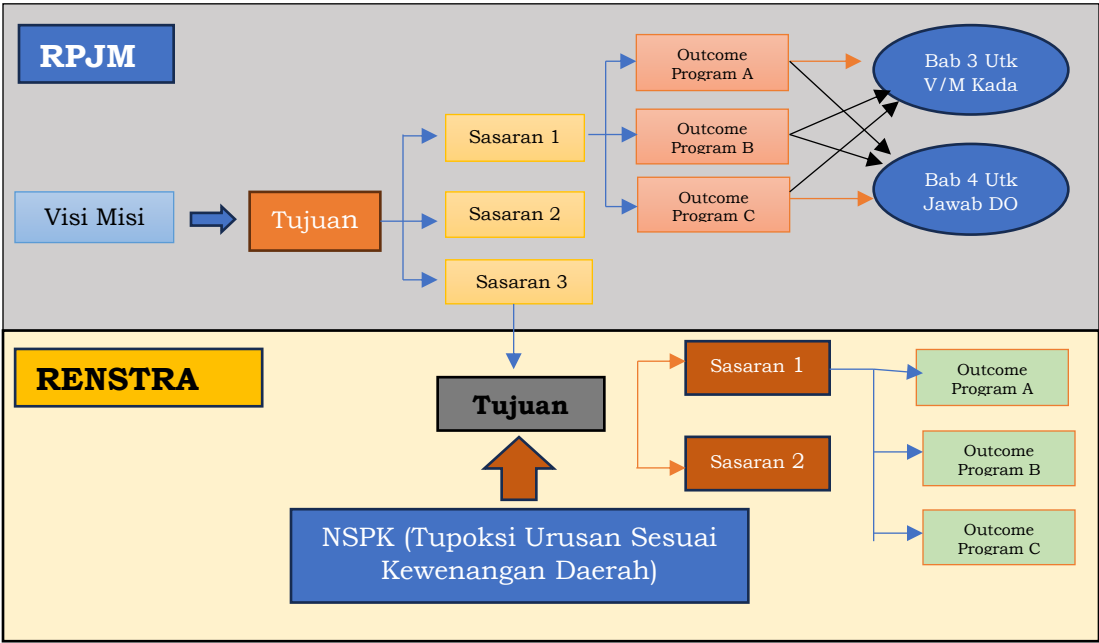 RPJM
Visi Misi
Tujuan
Sasaran 1
Sasaran 2
Sasaran 3
Outcome
Program A
Outcome
Program B
Outcome
Program C
Bab 3 Utk
V/M Kada
Bab 4 Utk
Jawab DO
RENSTRA
Tujuan
NSPK (Tupoksi Urusan Sesuai
Kewenangan Daerah)
Sasaran 1
Sasaran 2
Outcome
Program A
Outcome
Program B
Outcome
Program C